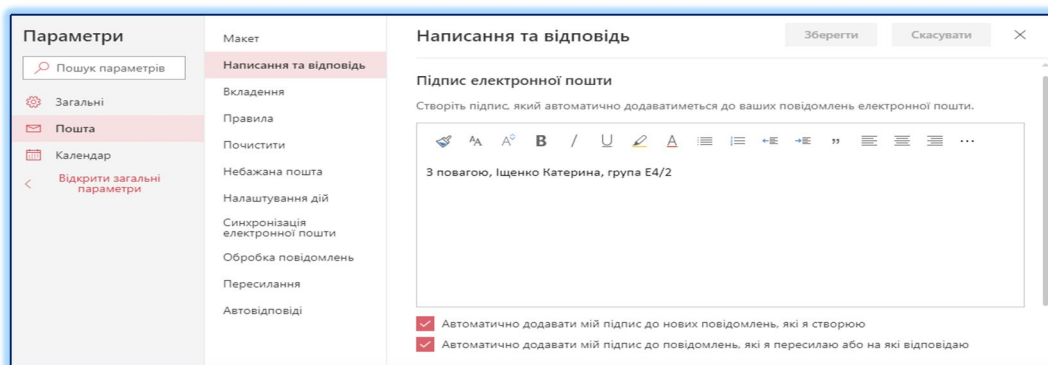 Параметри
Пошук параметрів
Загальні
Пошта
Календар
Відкрити загальні
параметри
Макет
Написання та відповідь
Вкладення
Правила
Почистити
Небажана пошта
Налаштування дій
Синхронізація
електронної пошти
Обробка повідомлень
Пересилання
Автовідповіді
Написання та відповідь
Зберегти
Скасувати
Підпис електронної пошти
Створіть підпис, який автоматично додаватиметься до ваших повідомлень електронної пошти.
З повагою, Іщенко Катерина, група Е4/2
Автоматично додавати мій підпис до нових повідомлень, які я створюю
Автоматично додавати мій підпис до повідомлень, які я пересилаю або на які відповідаю